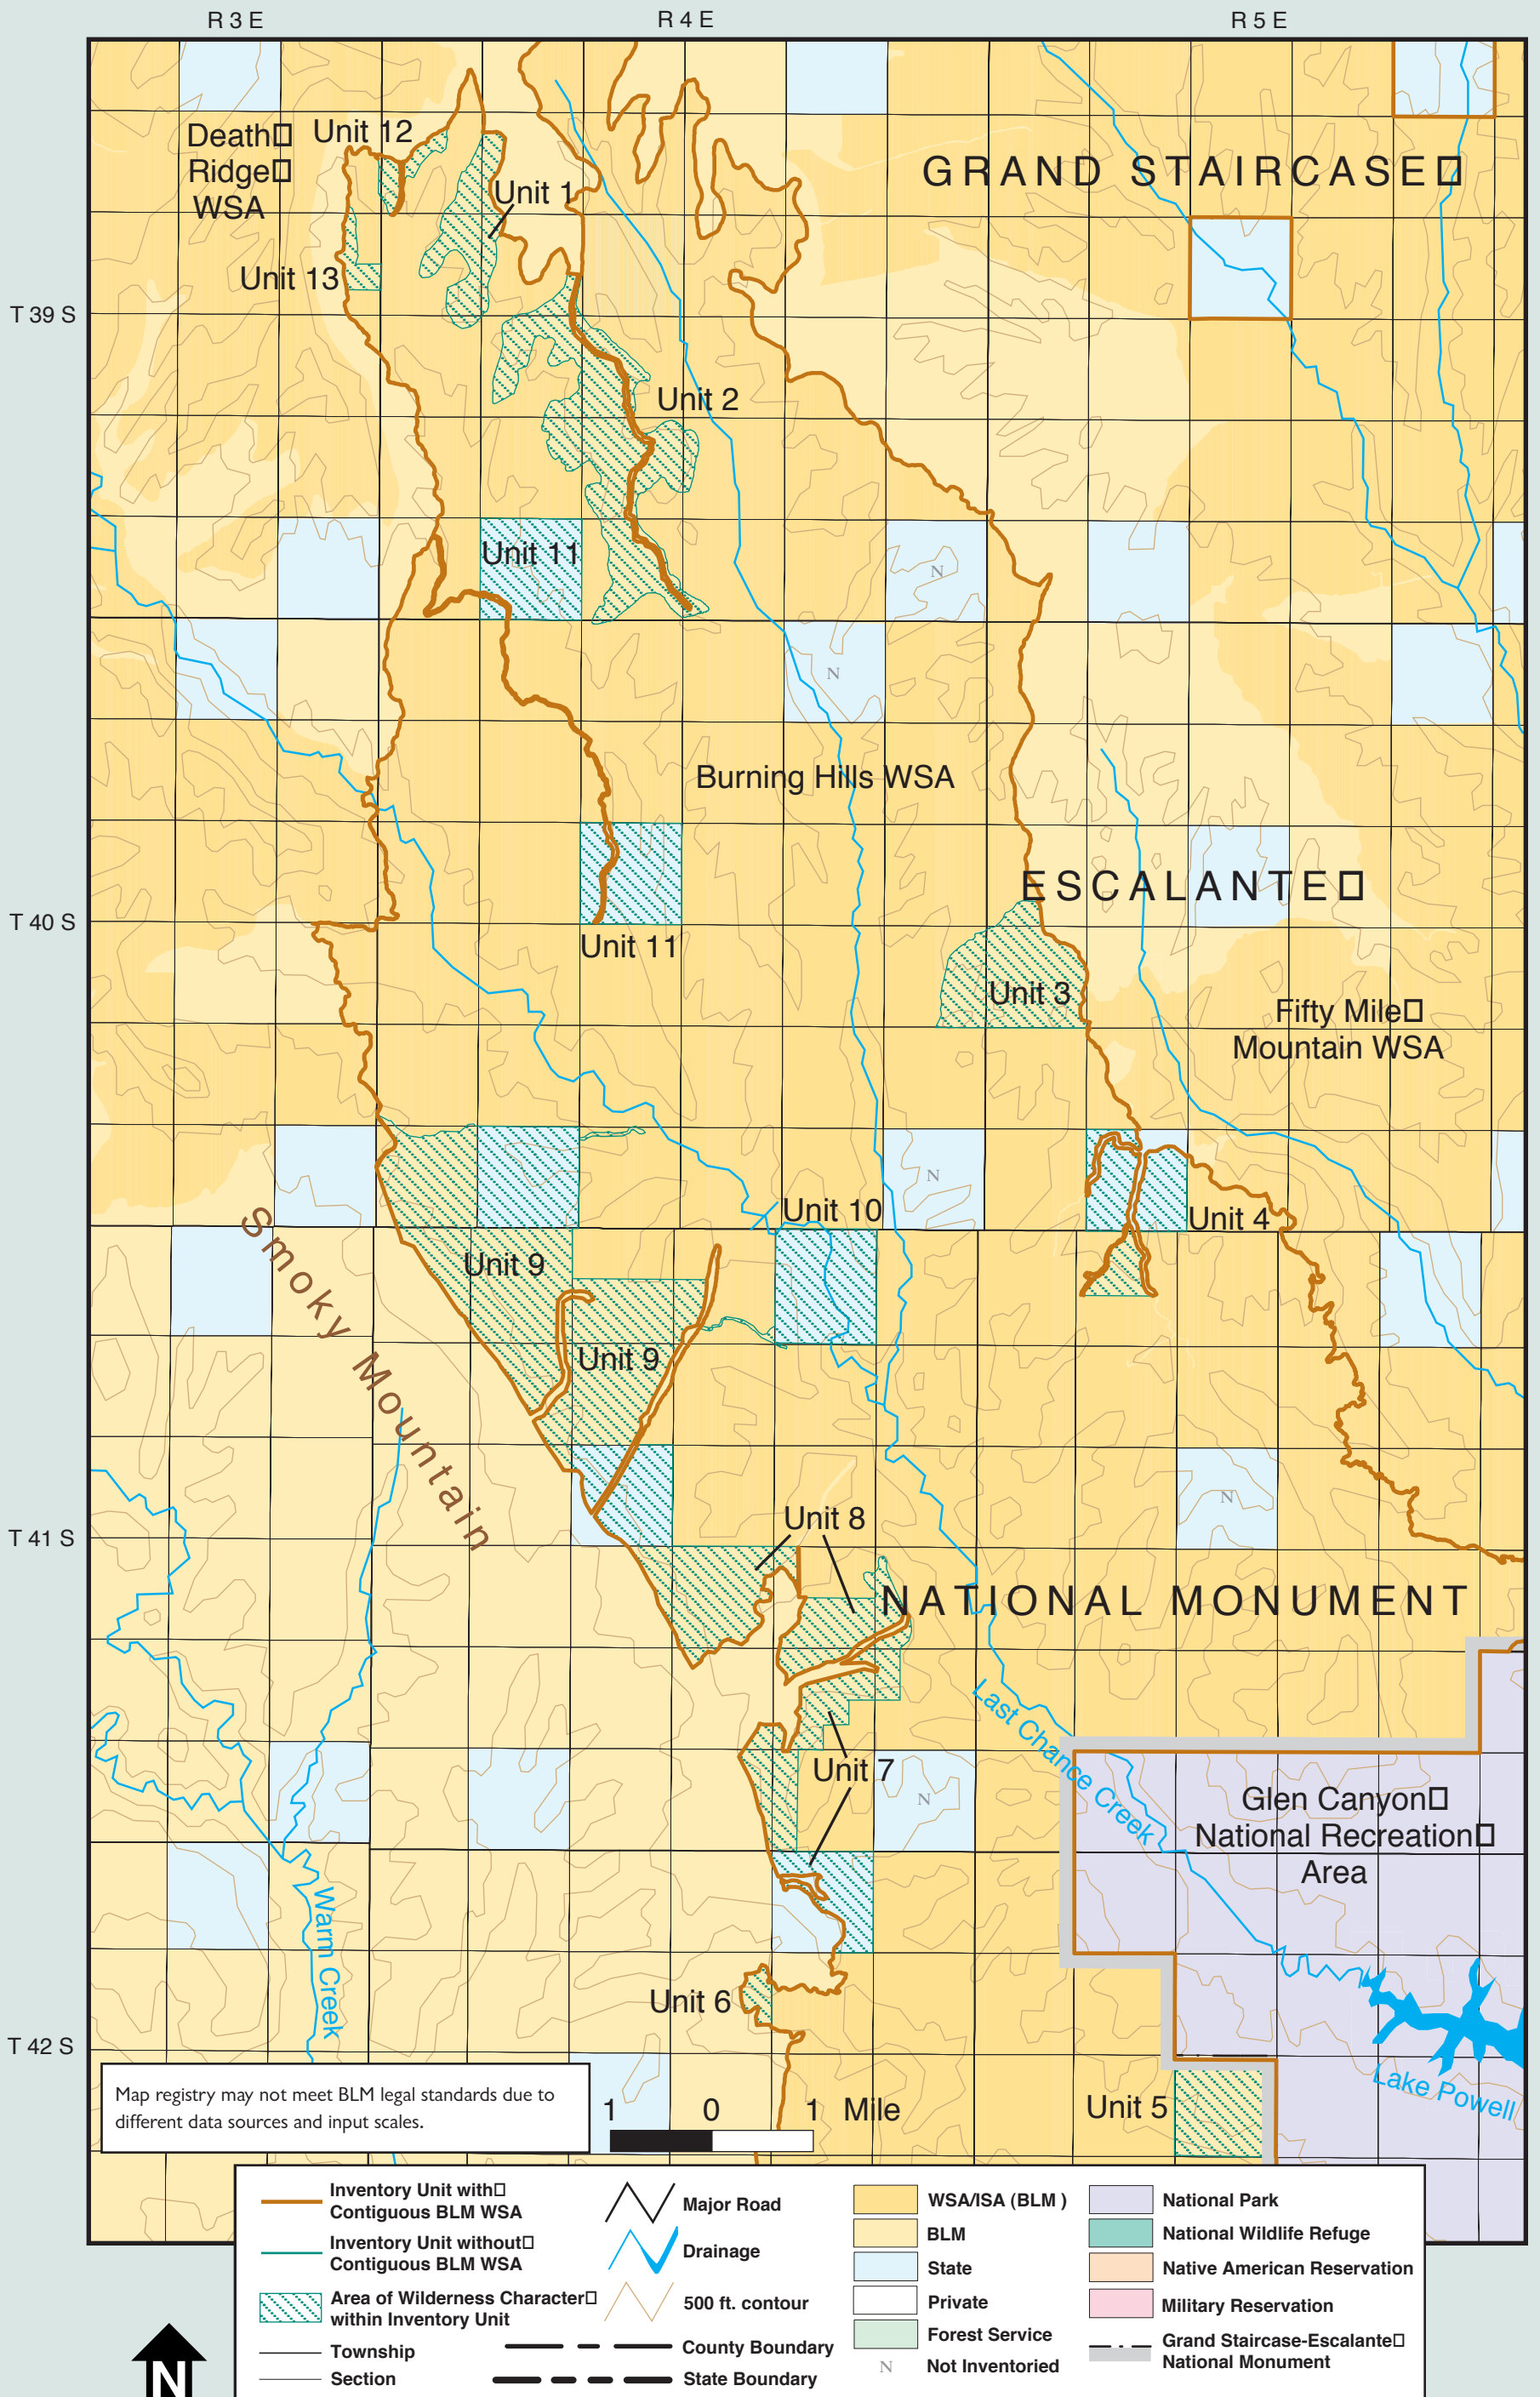 R 3 E
R 4 E
R 5 E
Death
Ridge
WSA
Unit 12
GRAND STAIRCASE
Unit 1
Unit 13
T 39 S
Unit 2
Unit 11
N
N
Burning Hills WSA
ESCALANTE
T 40 S
Unit 11
Unit 3
Fifty Mile
Mountain WSA
N
Unit 10
Unit 4
Smoky Mountain
Unit 9
Unit 9
N
Unit 8
T 41 S
NATIONAL MONUMENT
Last Chance Creek
Unit 7
N
Glen Canyon
National Recreation
Area
Warm Creek
Unit 6
T 42 S
Lake Powell
Unit 5
Map registry may not meet BLM legal standards due to
different data sources and input scales.
1 0 1 Mile
Inventory Unit with
Contiguous BLM WSA
Inventory Unit without
Contiguous BLM WSA
Area of Wilderness Character
within Inventory Unit
Township
Section
Major Road
Drainage
500 ft. contour
County Boundary
State Boundary
WSA/ISA (BLM )
BLM
State
Private
Forest Service
N Not Inventoried
National Park
National Wildlife Refuge
Native American Reservation
Military Reservation
Grand Staircase-Escalante
National Monument
N